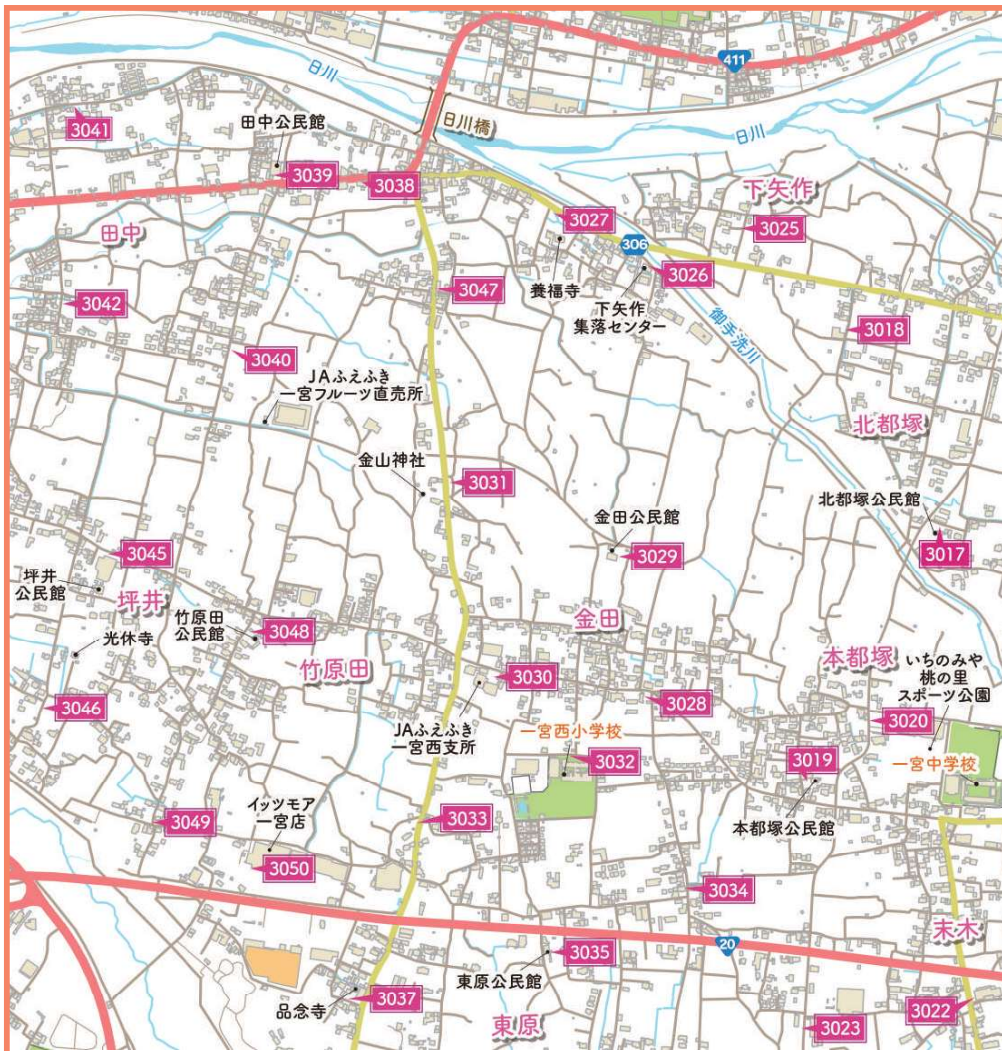 411
日川
日川橋
日川
3041
田中公民館
3039
3038
下矢作
田中
3027
3025
306
3026
養福寺
下矢作
集落センター
3047
3042
御手洗川
3018
3040
JAふえふき
一宮フルーツ直売所
北都塚
金山神社
3031
北都塚公民館
金田公民館
3017
3045
3029
坪井
公民館
坪井
竹原田
公民館
3048
金田
光休寺
竹原田
本都塚
いちのみや
桃の里
スポーツ公園
3030
3046
3028
3020
JAふえふき
一宮西支所
一宮西小学校
3032
3019
一宮中学校
イッツモア
一宮店
3049
3033
本都塚公民館
3050
3034
末木
20
3035
東原公民館
品念寺
3037
東原
3023
3022